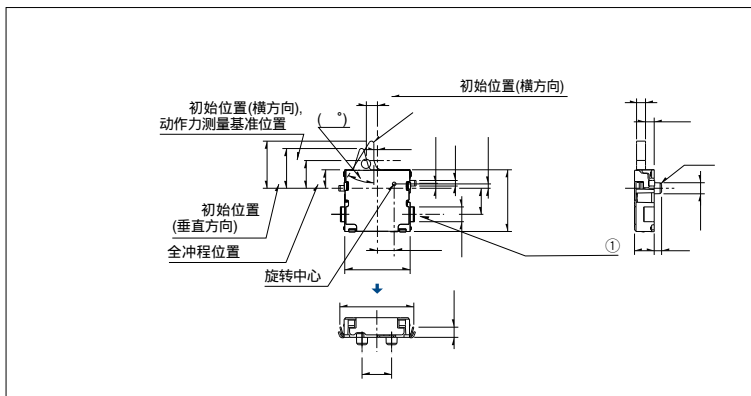 初始位置(横方向)
初始位置(横方向),
动作力测量基准位置
( °)
初始位置
(垂直方向)
全冲程位置
旋转中心
①